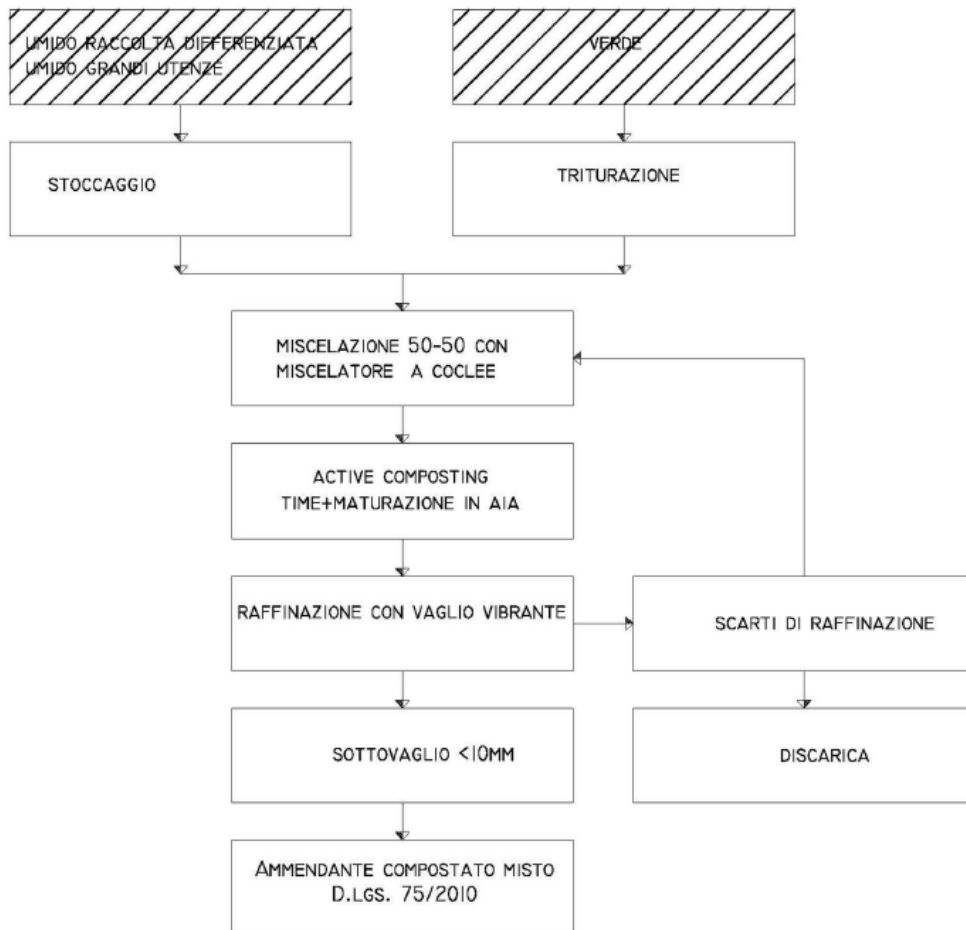 UMIDO RACCOLTA DIFFERENZIATA
UMIDO GRANDI UTENZE
VERDE
STOCCAGGIO
TRITURAZIONE
MISCELAZIONE 50-50 CON
MISCELATORE A COCLEE
ACTIVE COMPOSTING
TIME+MATURAZIONE IN AIA
RAFFINAZIONE CON VAGLIO VIBRANTE
SCARTI DI RAFFINAZIONE
SOTTOVAGLIO <10MM
DISCARICA
AMMENDANTE COMPOSTATO MISTO
D.LGS. 75/2010